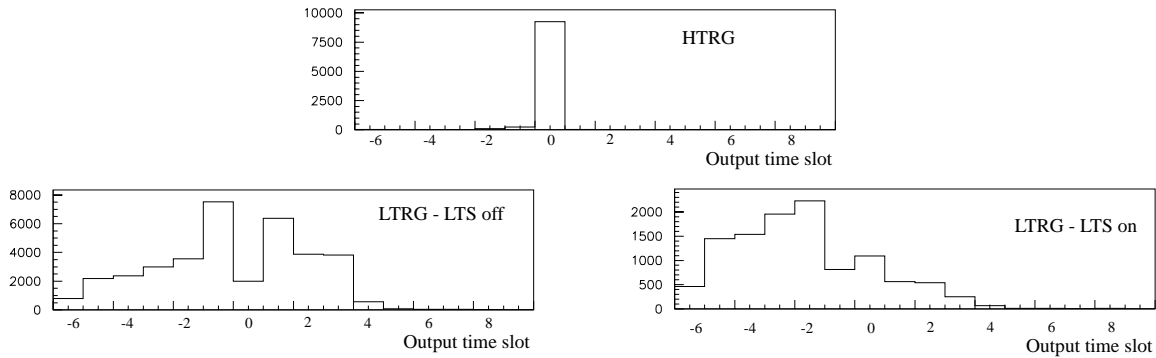 10000
HTRG
7500
5000
2500
0
-6 -4 -2 0 2 4 6 8
Output time slot
8000
LTRG - LTS off
6000
4000
2000
0
-6 -4 -2 0 2 4 6 8
Output time slot
2000
LTRG - LTS on
1500
1000
500
0
-6 -4 -2 0 2 4 6 8
Output time slot